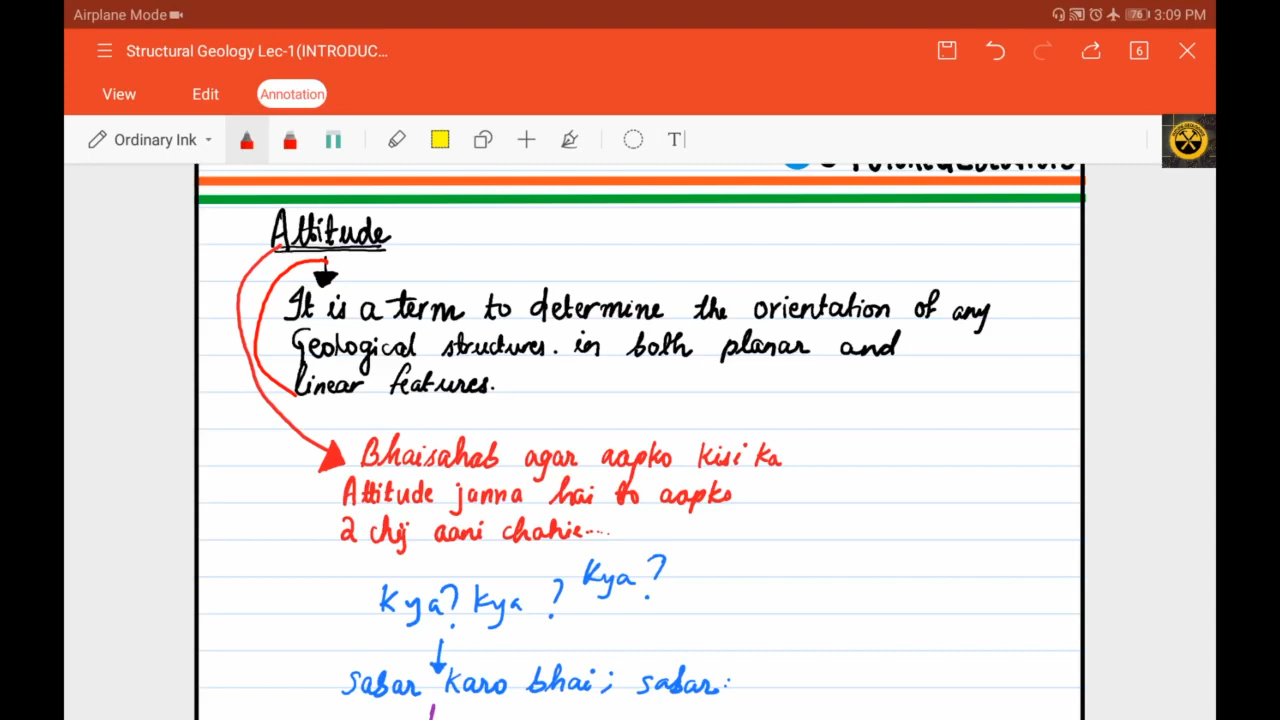 Airplane Mode
76 3:09 PM
Structural Geology Lec-1(INTRODUC...
6
View Edit Annotation
Ordinary Ink
T
Attitude
It is a term to determine the orientation of any
Geological structures. in both planar and
linear features.
Bhaisahab agar aapko kisi ka
Attitude janna hai to aapko
2 chij aani chahie....
Kya? Kya ? Kya ?
Sabar karo bhai; sabar: